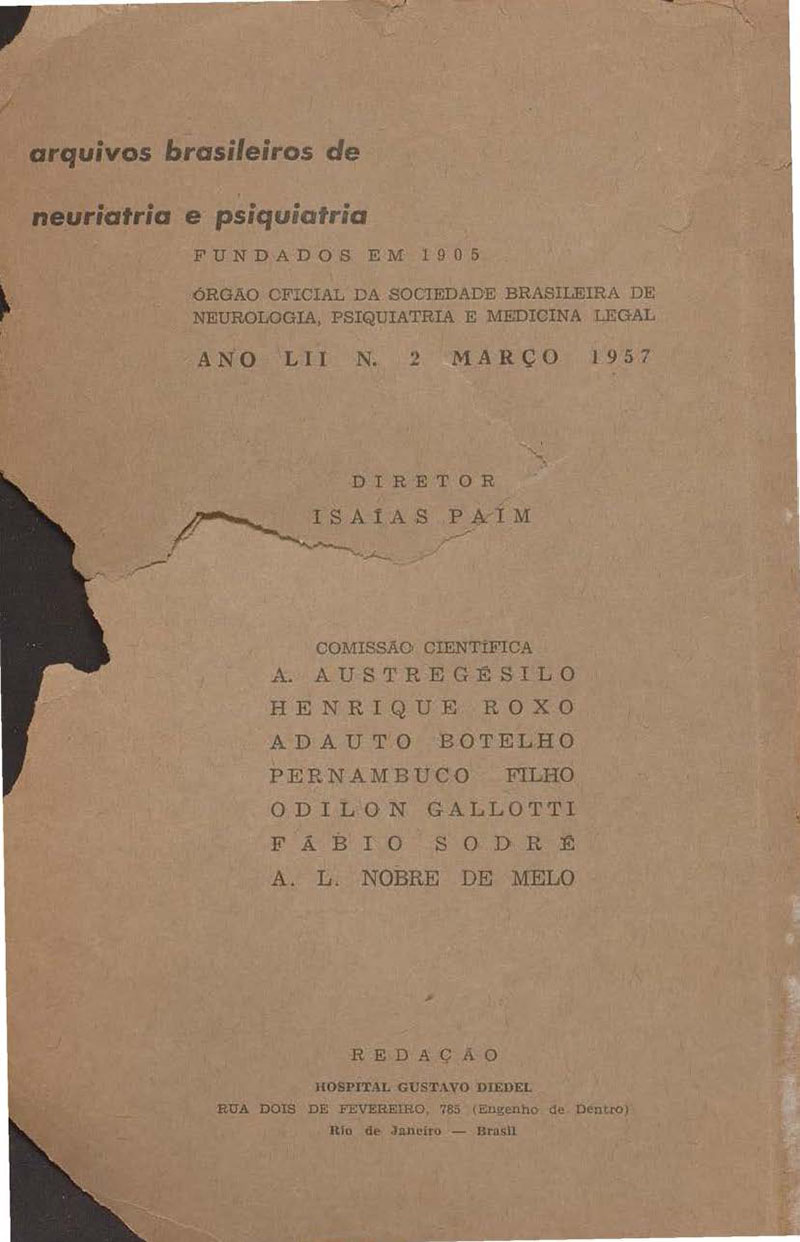 arquivos brasileiros de
neuriatria e psiquiatria
FUNDADOS EM 1905
ÓRGÃO OFICIAL DA SOCIEDADE BRASILEIRA DE
NEUROLOGIA, PSIQUIATRIA E MEDICINA LEGAL
ANO LII N. 2 MARÇO 1957
DIRETOR
ISAÍAS PAIM
COMISSÃO CIENTÍFICA
A. AUSTREGÉSILO
HENRIQUE ROXO
ADAUTO BOTELHO
PERNAMBUCO FILHO
ODILON GALLOTTI
FÁBIO SODRÉ
A. L. NOBRE DE MELO
REDAÇÃO
HOSPITAL GUSTAVO DIEDEL
RUA DOIS DE FEVEREIRO, 785 (Engenho de Dentro)
Rio de Janeiro — Brasil